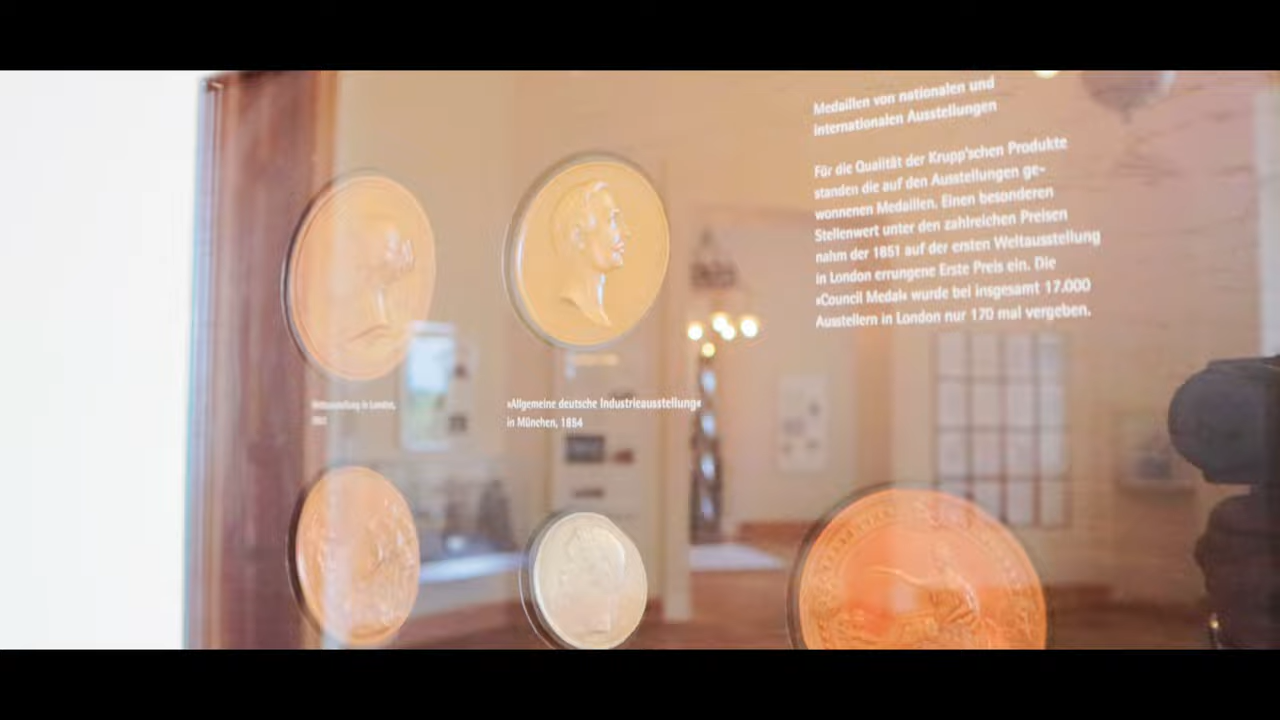 Medaillen von nationalen und
internationalen Ausstellungen
Für die Qualität der Krupp'schen Produkte
standen die auf den Ausstellungen ge-
wonnenen Medaillen. Einen besonderen
Stellenwert unter den zahlreichen Preisen
nahm der 1851 auf der ersten Weltausstellung
in London errungene Erste Preis ein. Die
»Council Medal« wurde bei insgesamt 17.000
Ausstellern in London nur 170 mal vergeben.
Weltausstellung in London,
»Allgemeine deutsche Industrieausstellung«
in München, 1854